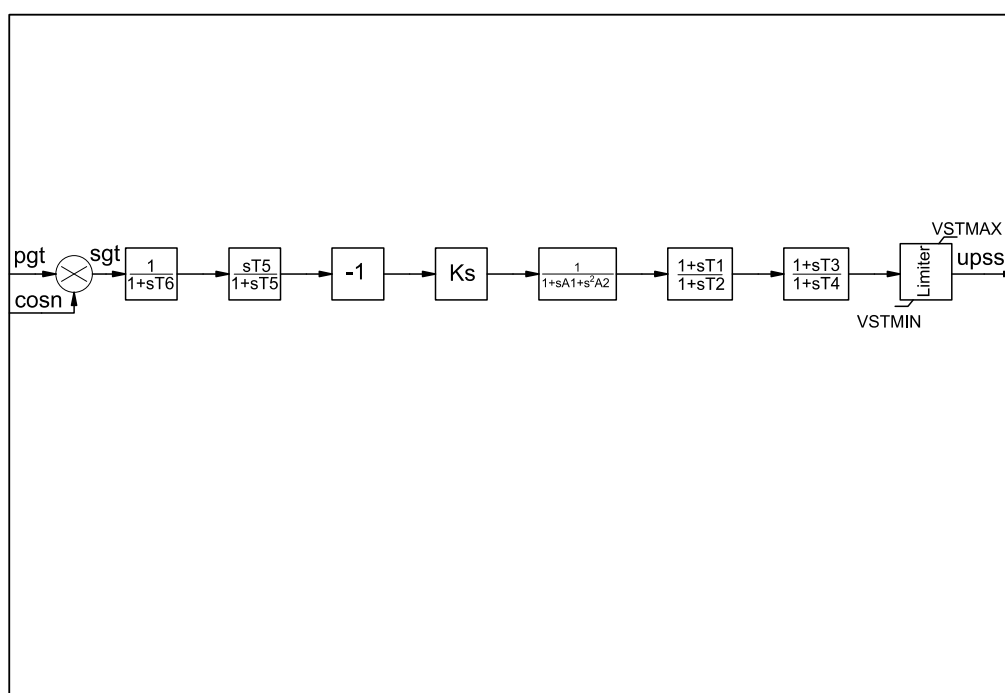 pgt
cosn
sgt
1
1+sT6
sT5
1+sT5
-1
Ks
1
1+sA1+s²A2
1+sT1
1+sT2
1+sT3
1+sT4
Limiter
VSTMAX
VSTMIN
upss